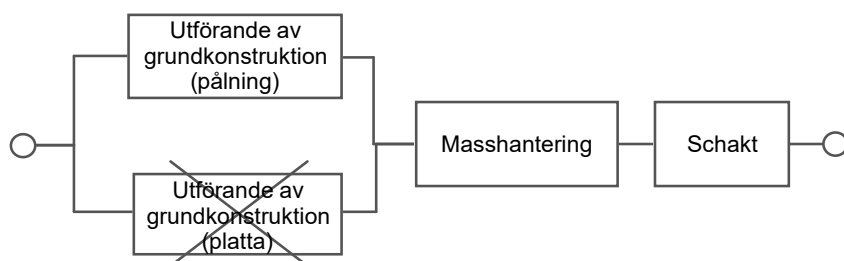 Utförande av
grundkonstruktion
(pålning)
Utförande av
grundkonstruktion
(platta)
Masshantering
Schakt